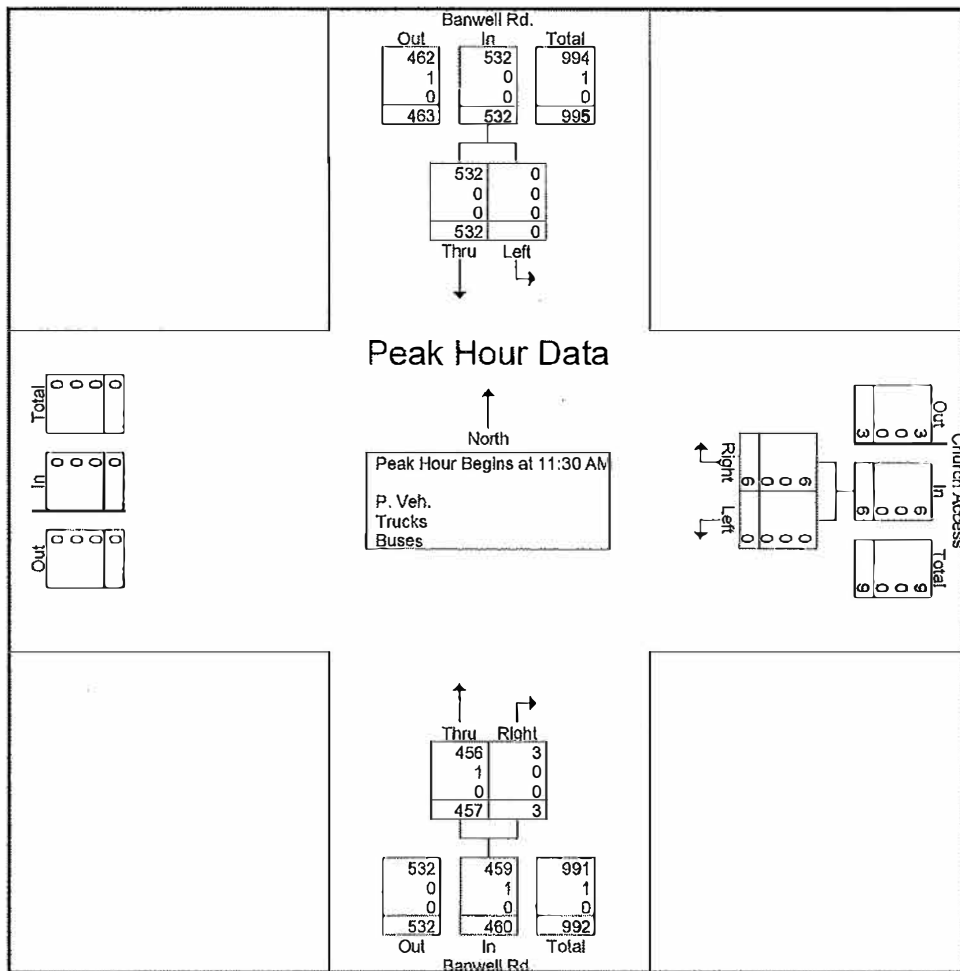 Banwell Rd.
Out In Total
462 532 994
1 0 1
0 0 0
463 532 995
532 0
0 0
0 0
532 0
Thru Left
Peak Hour Data
North
Peak Hour Begins at 11:30 AM
P. Veh.
Trucks
Buses
Total
0
0
0
0
In
0
0
0
0
Out
0
0
0
0
Church Access
Out
3
0
0
3
In
6
0
0
6
Total
9
0
0
9
Right
6
0
0
6
Left
0
0
0
0
Thru Right
456 3
1 0
0 0
457 3
532 459 991
0 1 1
0 0 0
532 460 992
Out In Total
Banwell Rd.